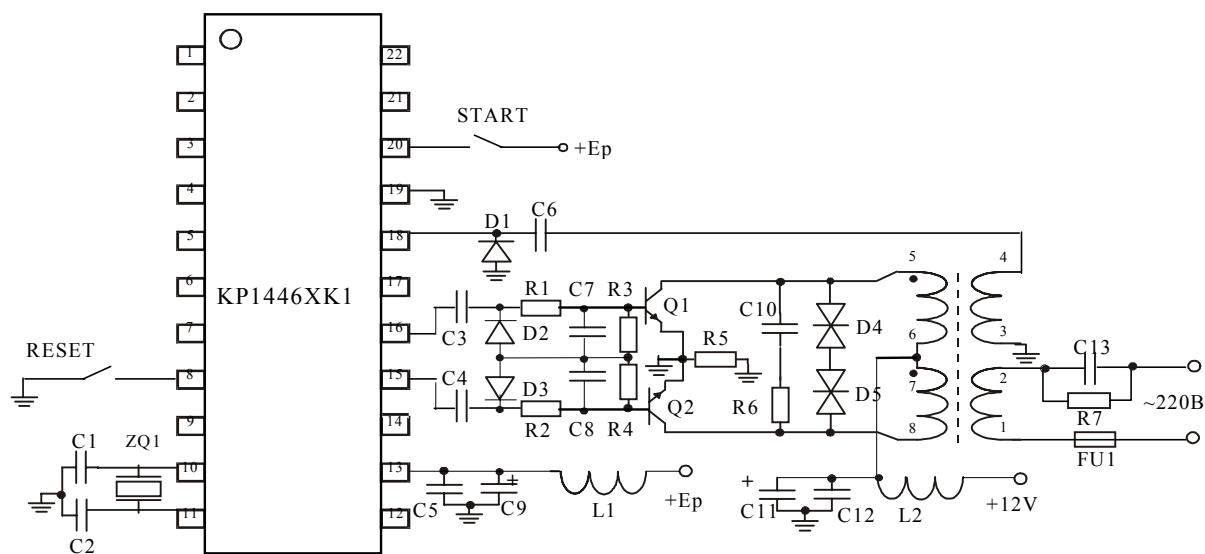 1
22
2
21
START
3
20
+Ep
4
19
C6
D1
5
18
5
4
6
17
KP1446XK1
R1
C7
R3
Q1
C10
7
16
C3
D2
D4
6
3
RESET
R5
C13
8
15
C4
7
2
D3
Q2
R6
D5
~220B
9
14
R2
C8
R4
8
1
R7
C1
ZQ1
FU1
10
13
+
+Ep
+
+12V
11
12
C5
C9
L1
C11
C12
L2
C2